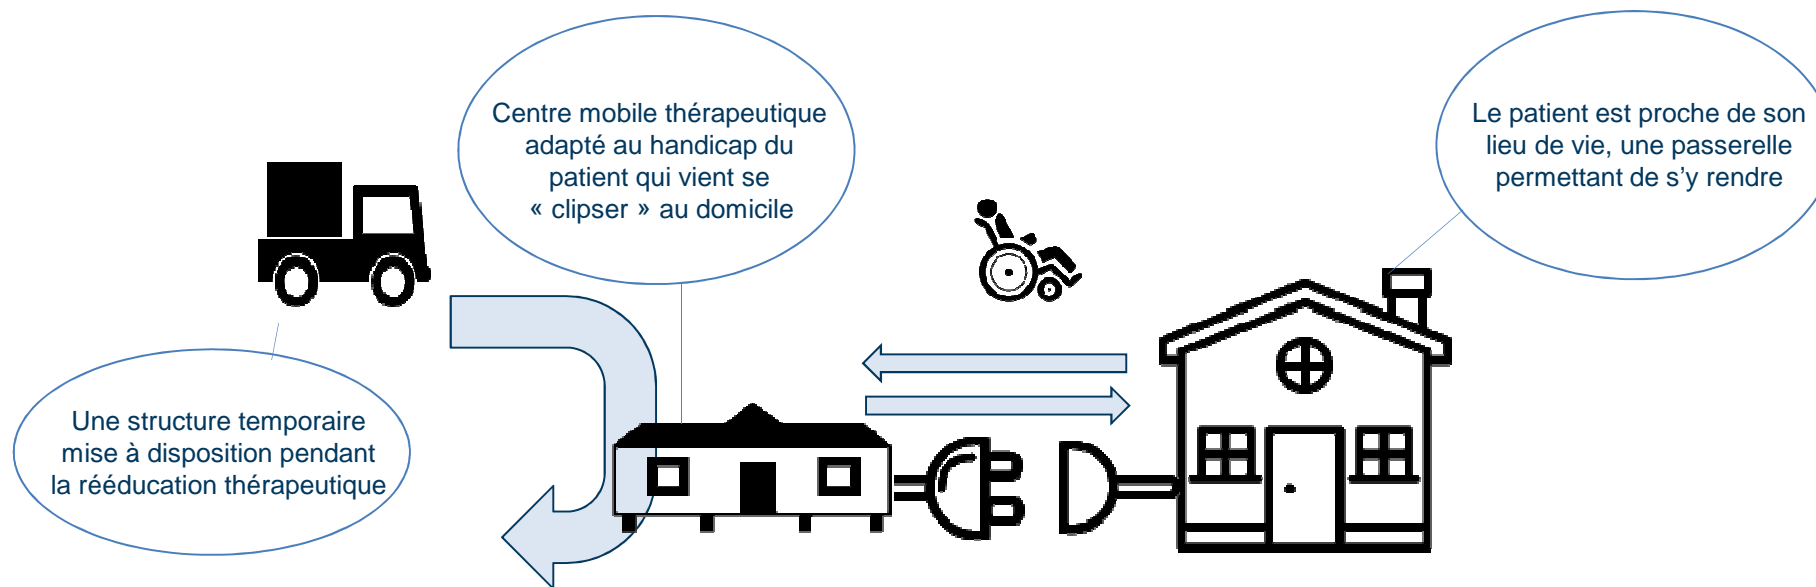 Centre mobile thérapeutique
adapté au handicap du
patient qui vient se
« clipser » au domicile
Le patient est proche de son
lieu de vie, une passerelle
permettant de s’y rendre
Une structure temporaire
mise à disposition pendant
la rééducation thérapeutique